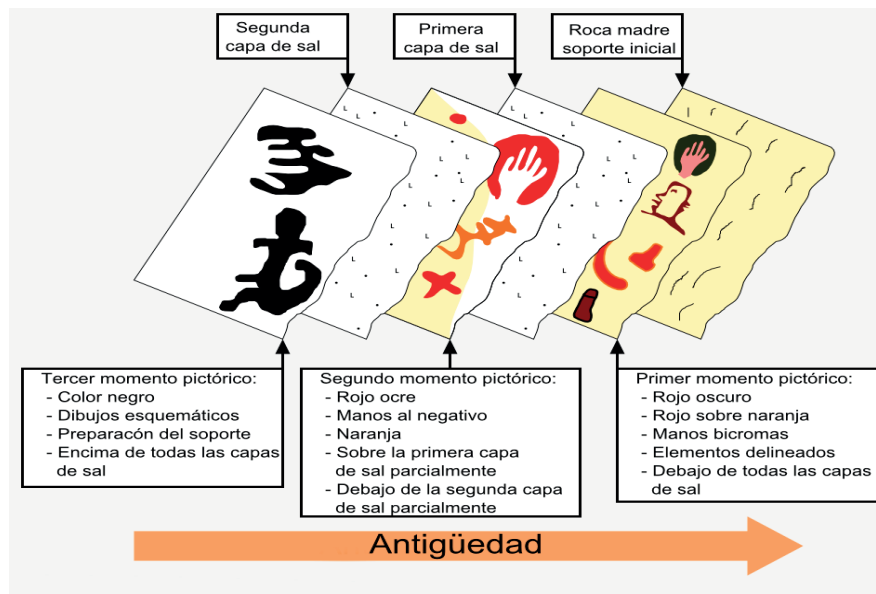 Segunda
capa de sal
Primera
capa de sal
Roca madre
soporte inicial
Tercer momento pictórico:
- Color negro
- Dibujos esquemáticos
- Preparacón del soporte
- Encima de todas las capas
de sal
Segundo momento pictórico:
- Rojo ocre
- Manos al negativo
- Naranja
- Sobre la primera capa
de sal parcialmente
- Debajo de la segunda capa
de sal parcialmente
Primer momento pictórico:
- Rojo oscuro
- Rojo sobre naranja
- Manos bicromas
- Elementos delineados
- Debajo de todas las capas
de sal
Antigüedad